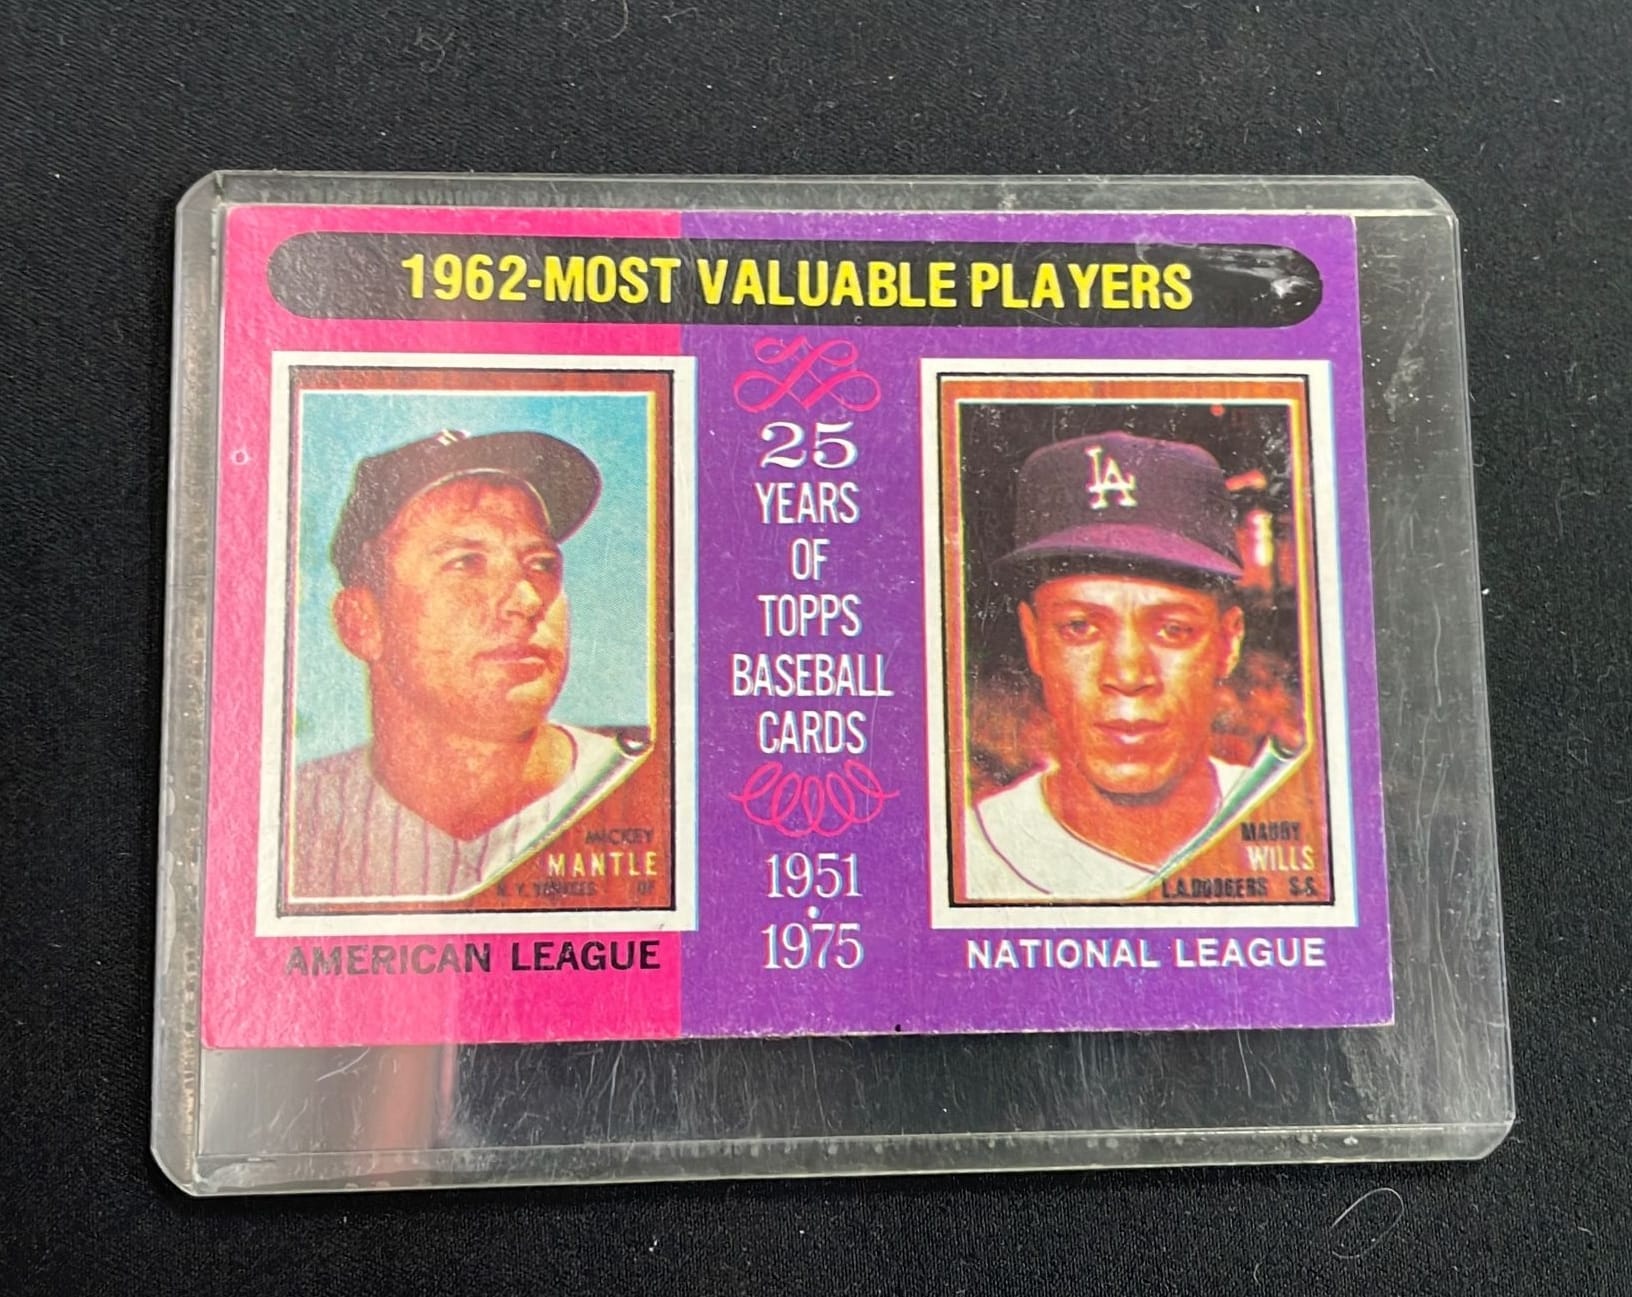 1962-MOST VALUABLE PLAYERS
MICKEY
MANTLE
N. Y. YANKEES OF
AMERICAN LEAGUE
25
YEARS
OF
TOPPS
BASEBALL
CARDS
1951
1975
LA
MAURY
WILLS
L.A. DODGERS S.S.
NATIONAL LEAGUE